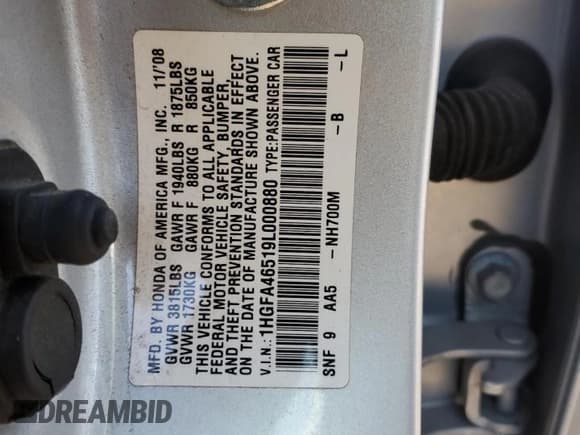 MFD. BY HONDA OF AMERICA MFG., INC. 11/'08
GVWR 3815LBS GAWR F 1940LBS R 1875LBS
GVWR 1730KG GAWR F 880KG R 850KG
THIS VEHICLE CONFORMS TO ALL APPLICABLE
FEDERAL MOTOR VEHICLE SAFETY, BUMPER,
AND THEFT PREVENTION STANDARDS IN EFFECT
ON THE DATE OF MANUFACTURE SHOWN ABOVE.
V.I.N.:1HGFA46519L000880 TYPE:PASSENGER CAR
SNF 9 AA5 -NH700M -B -L
DREAMBID